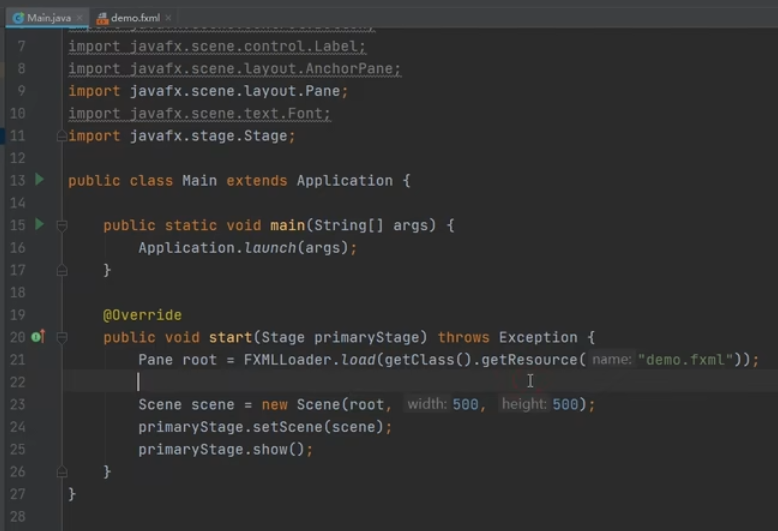 Main.java demo.fxml
7 import javafx.scene.control.Label;
8 import javafx.scene.layout.AnchorPane;
9 import javafx.scene.layout.Pane;
10 import javafx.scene.text.Font;
11 import javafx.stage.Stage;
12
13 public class Main extends Application {
14
15 public static void main(String[] args) {
16 Application.launch(args);
17 }
18
19 @Override
20 public void start(Stage primaryStage) throws Exception {
21 Pane root = FXMLLoader.load(getClass().getResource( name: "demo.fxml"));
22
23 Scene scene = new Scene(root, width: 500, height: 500);
24 primaryStage.setScene(scene);
25 primaryStage.show();
26 }
27 }
28